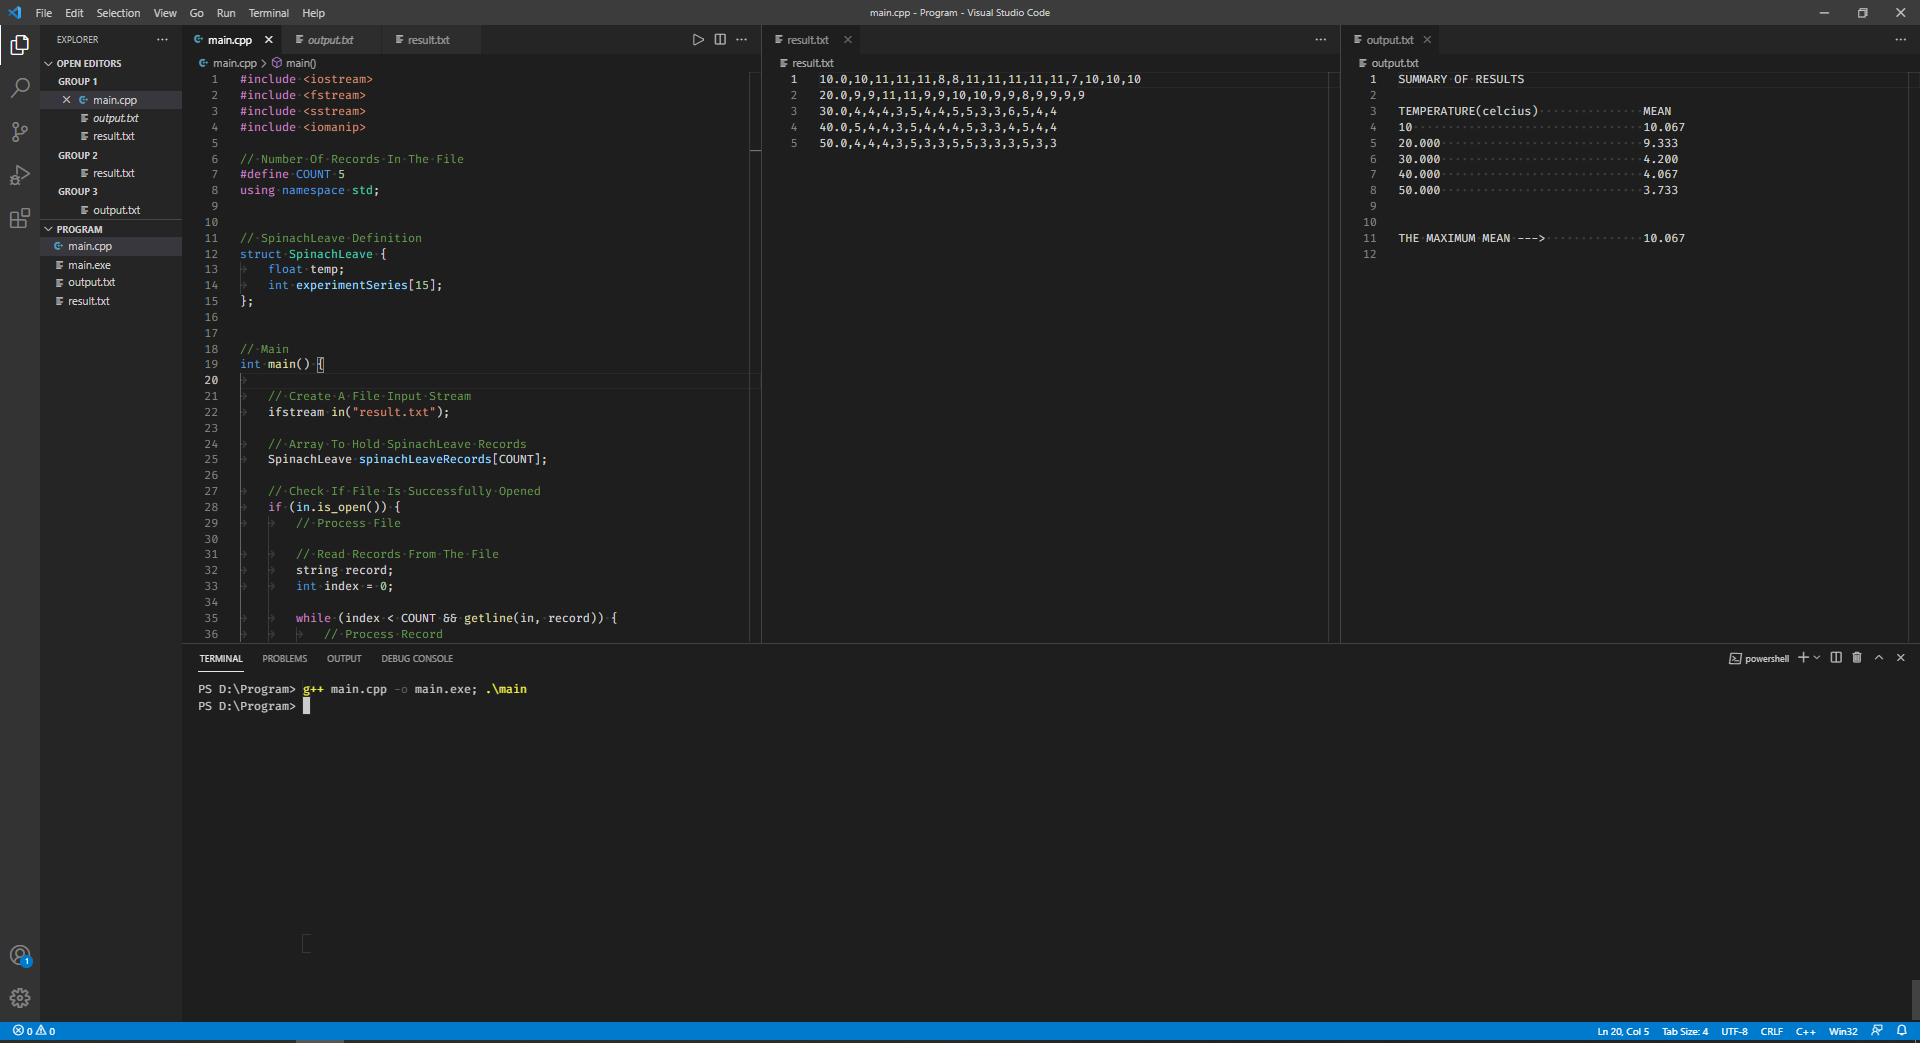 File Edit Selection View Go Run Terminal Help
main.cpp - Program - Visual Studio Code
EXPLORER
OPEN EDITORS
GROUP 1
main.cpp
output.txt
result.txt
GROUP 2
result.txt
GROUP 3
output.txt
PROGRAM
main.cpp
main.exe
output.txt
result.txt
1
main.cpp output.txt result.txt
main.cpp > main()
1 #include <iostream>
2 #include <fstream>
3 #include <sstream>
4 #include <iomanip>
5
6 // Number Of Records In The File
7 #define COUNT 5
8 using namespace std;
9
10
11 // SpinachLeave Definition
12 struct SpinachLeave {
13 float temp;
14 int experimentSeries[15];
15 };
16
17
18 // Main
19 int main() {
20
21 // Create A File Input Stream
22 ifstream in("result.txt");
23
24 // Array To Hold SpinachLeave Records
25 SpinachLeave spinachLeaveRecords[COUNT];
26
27 // Check If File Is Successfully Opened
28 if (in.is_open()) {
29 // Process File
30
31 // Read Records From The File
32 string record;
33 int index = 0;
34
35 while (index < COUNT && getline(in, record)) {
36 // Process Record
result.txt
result.txt
1 10.0,10,11,11,11,8,8,11,11,11,11,11,7,10,10,10
2 20.0,9,9,11,11,9,9,10,10,9,9,8,9,9,9,9
3 30.0,4,4,4,3,5,4,4,5,5,3,3,6,5,4,4
4 40.0,5,4,4,3,5,4,4,4,5,3,3,4,5,4,4
5 50.0,4,4,4,3,5,3,3,5,5,3,3,3,5,3,3
output.txt
output.txt
1 SUMMARY OF RESULTS
2
3 TEMPERATURE(celcius) MEAN
4 10 10.067
5 20.000 9.333
6 30.000 4.200
7 40.000 4.067
8 50.000 3.733
9
10
11 THE MAXIMUM MEAN ---> 10.067
12
TERMINAL PROBLEMS OUTPUT DEBUG CONSOLE
powershell
PS D:\Program> g++ main.cpp -o main.exe; .\main
PS D:\Program>
0 0
Ln 20, Col 5 Tab Size: 4 UTF-8 CRLF C++ Win32